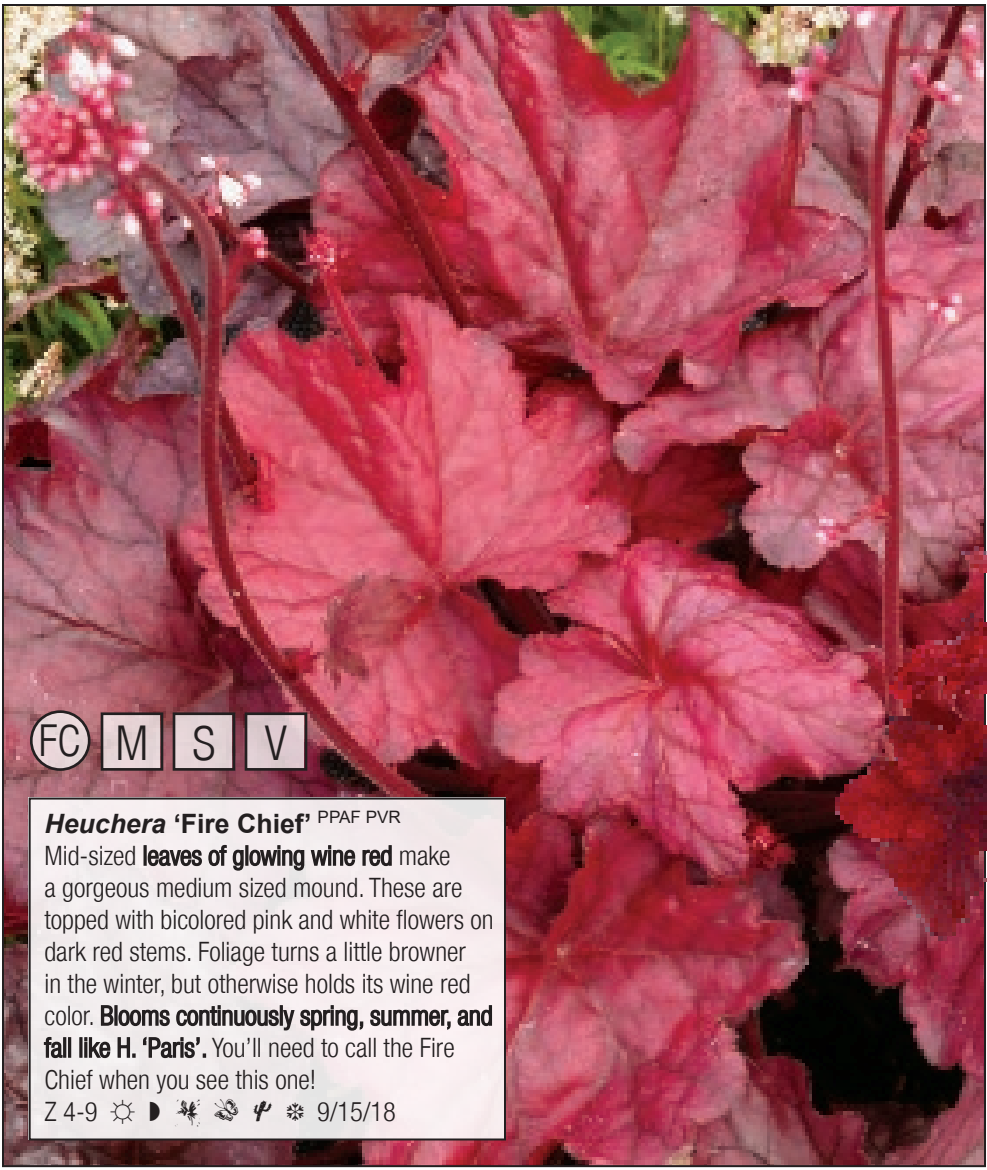 FC M S V
Heuchera ‘Fire Chief’ PPAF PVR
Mid-sized leaves of glowing wine red make
a gorgeous medium sized mound. These are
topped with bicolored pink and white flowers on
dark red stems. Foliage turns a little browner
in the winter, but otherwise holds its wine red
color. Blooms continuously spring, summer, and
fall like H. ‘Paris’. You’ll need to call the Fire
Chief when you see this one!
Z 4-9 9/15/18